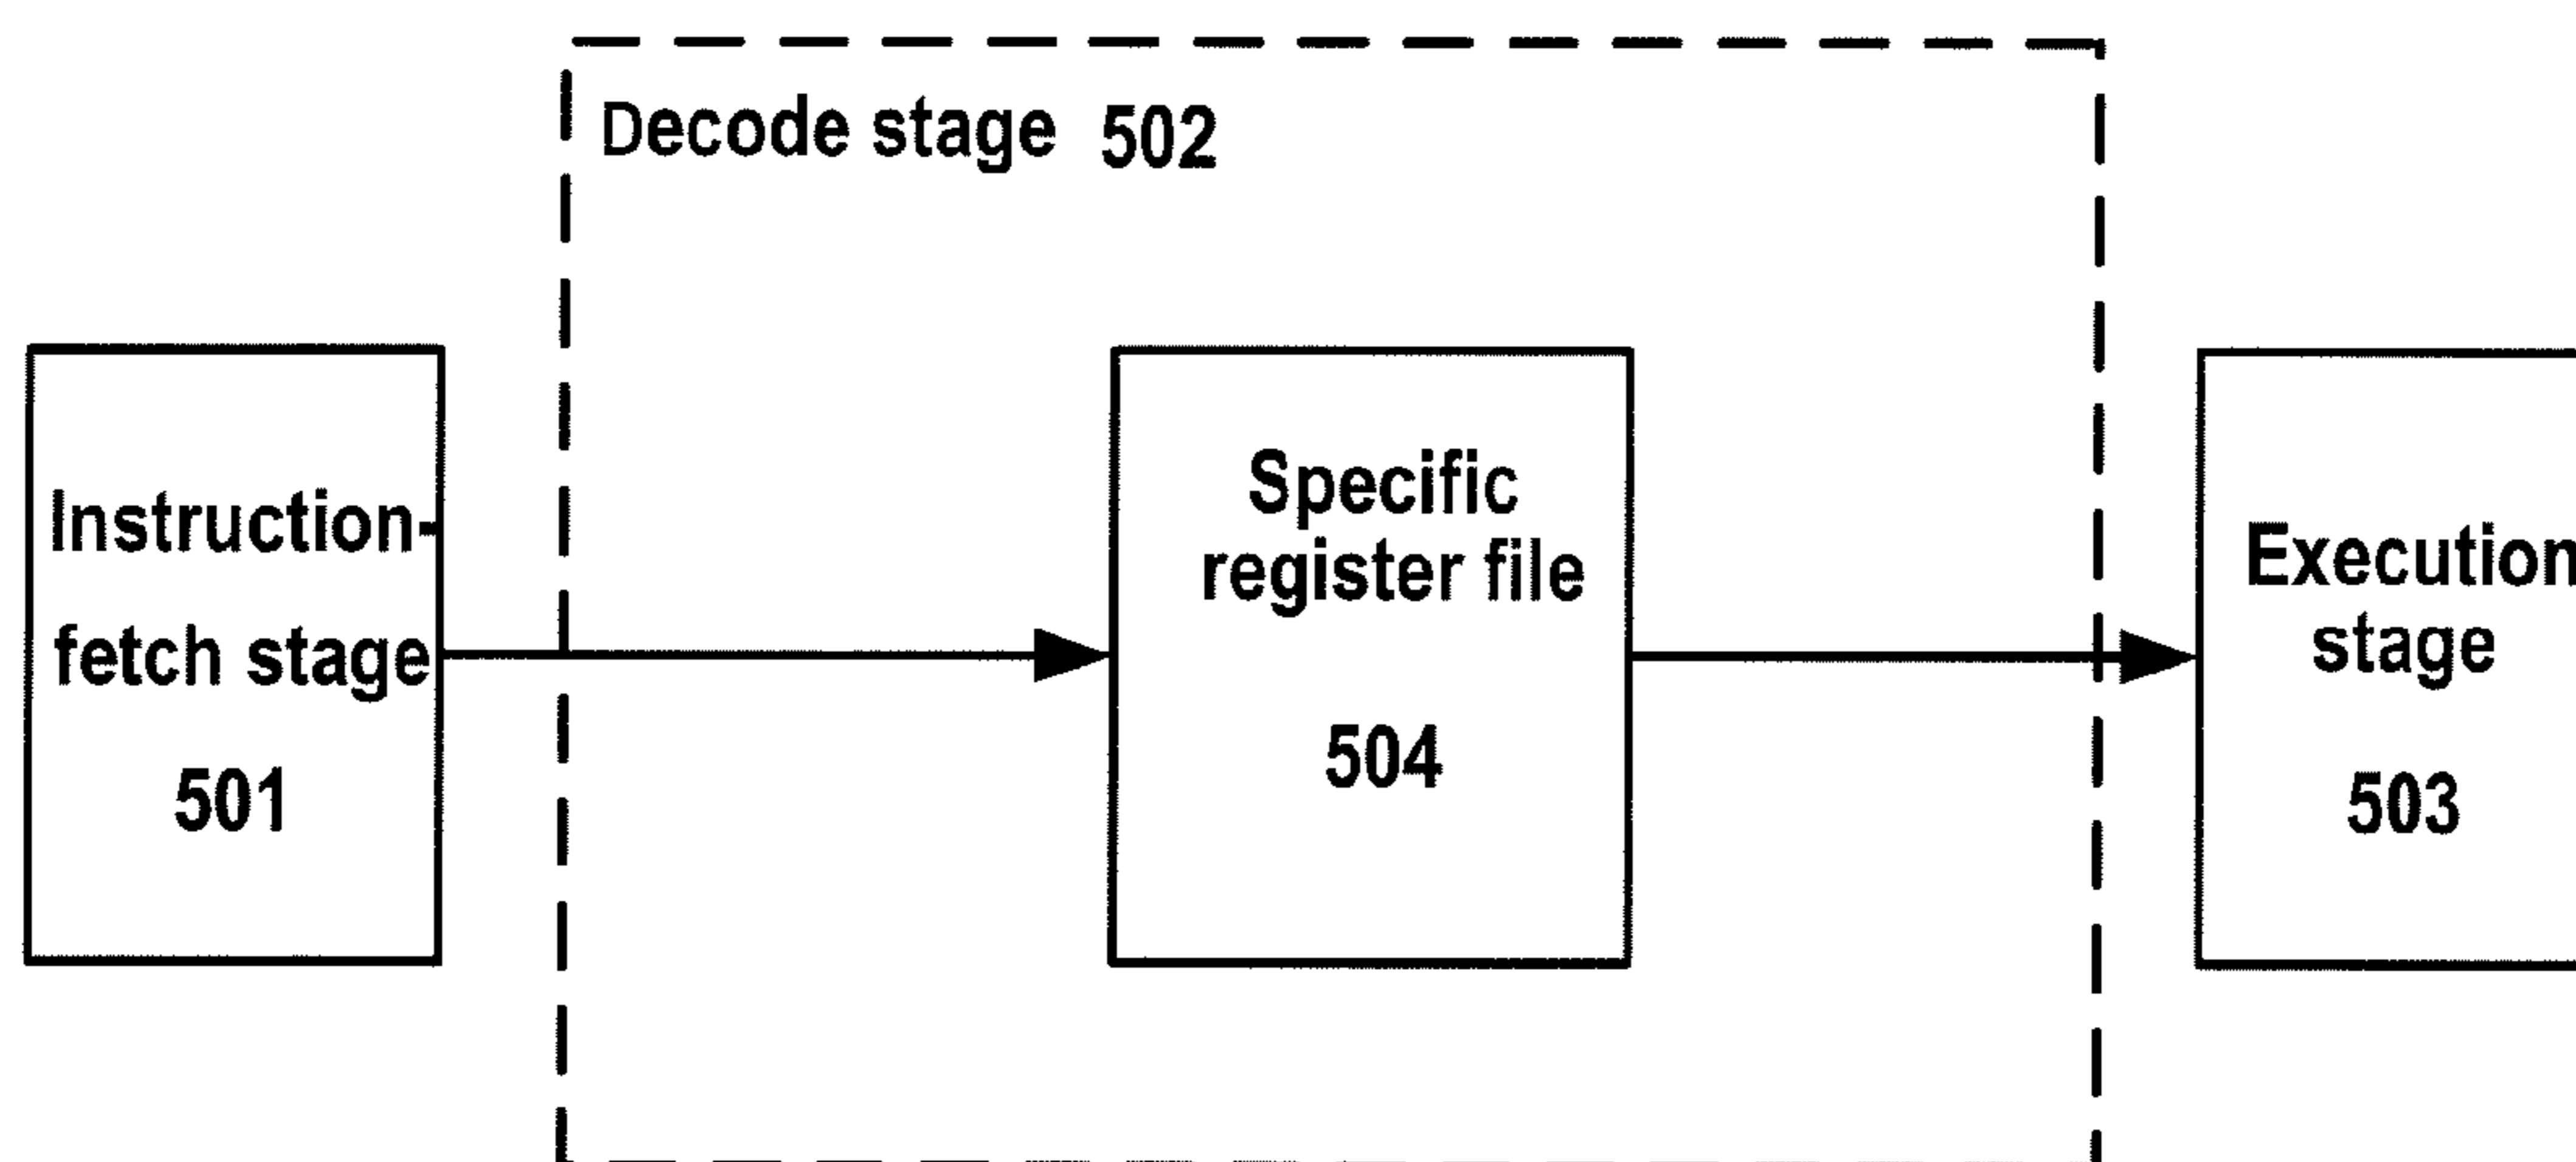 Decode stage 502
Instruction-
fetch stage
501
Specific
register file
504
Execution
stage
503